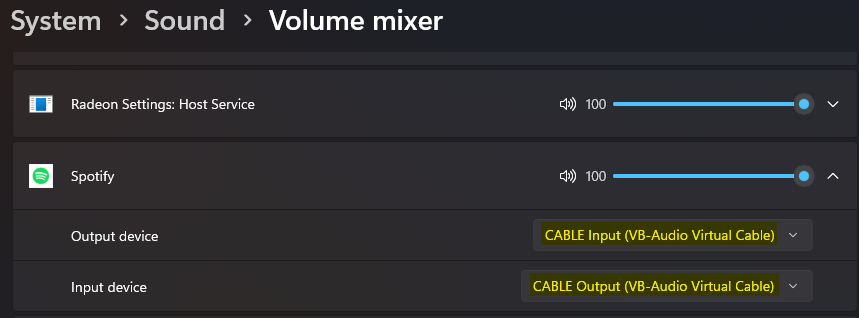 System > Sound > Volume mixer
Radeon Settings: Host Service 100
Spotify 100
Output device CABLE Input (VB-Audio Virtual Cable)
Input device CABLE Output (VB-Audio Virtual Cable)